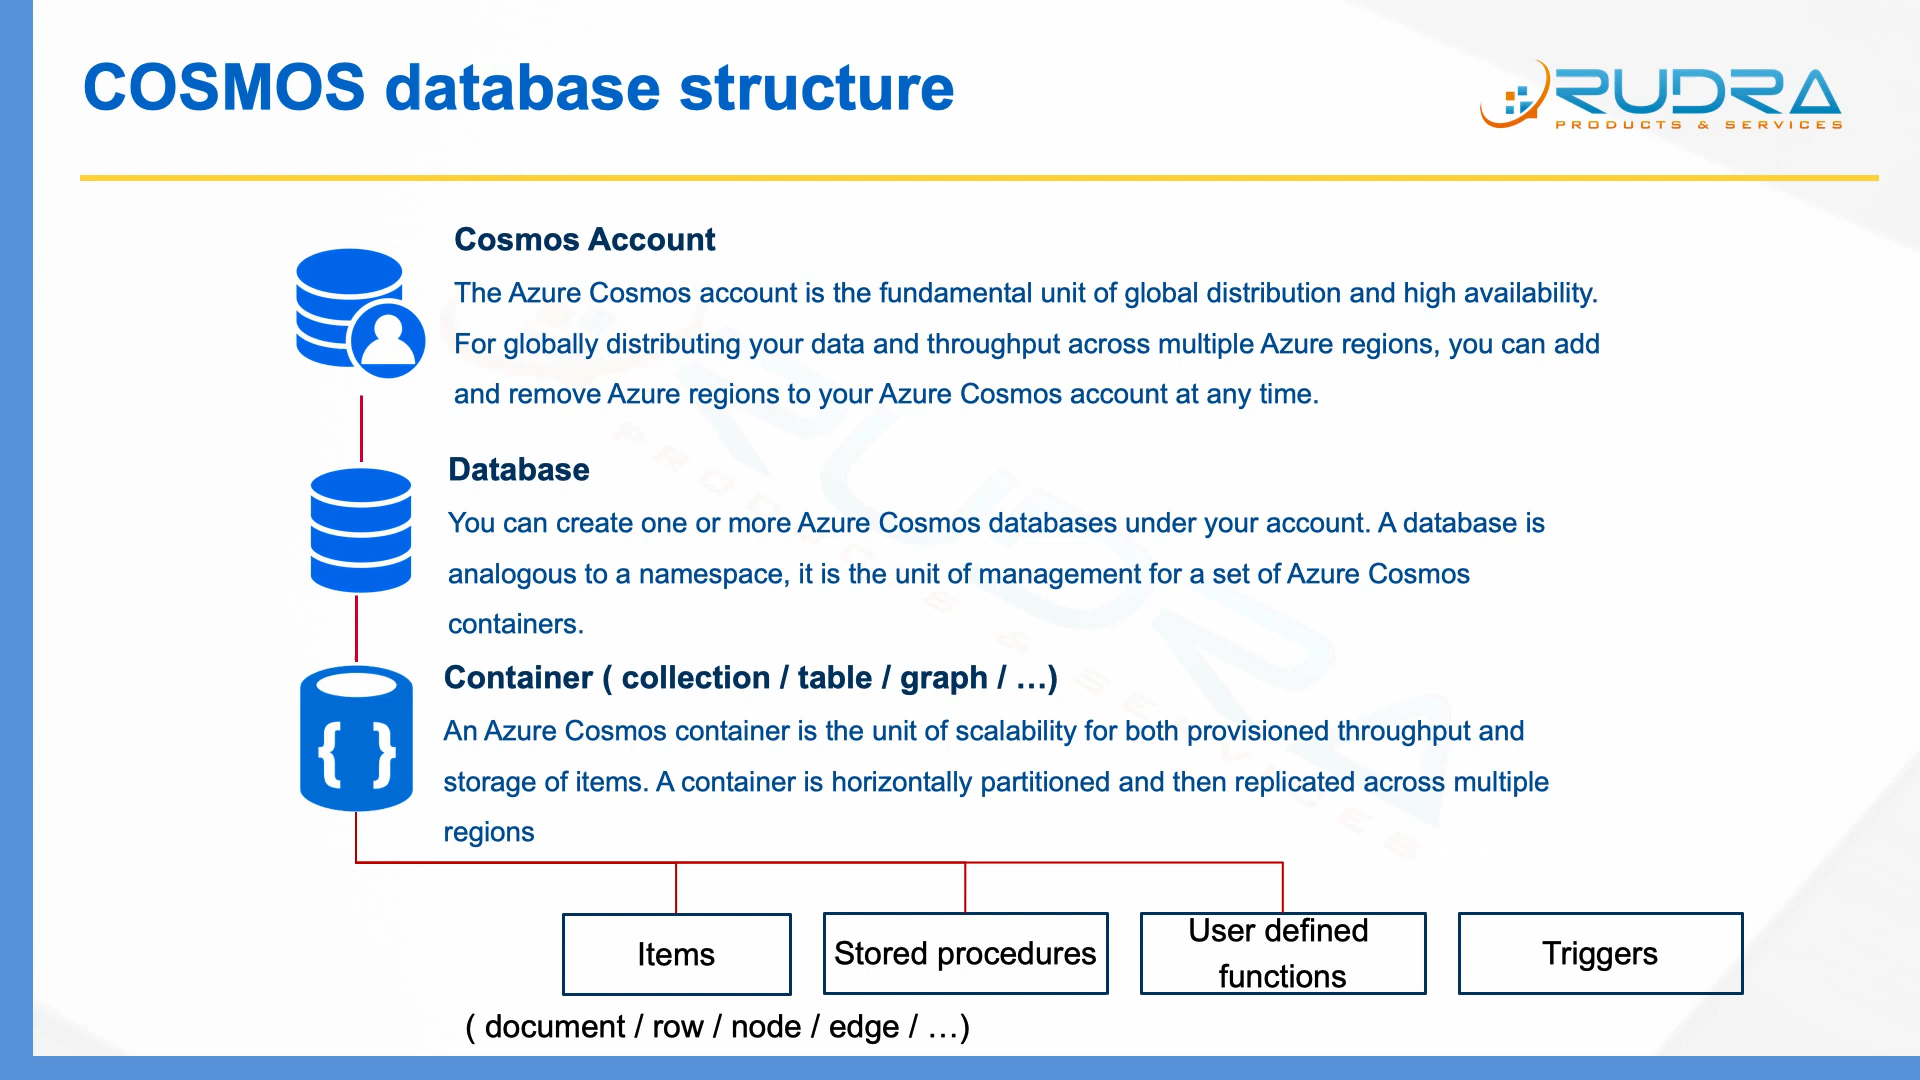 COSMOS database structure
RUDRA
PRODUCTS & SERVICES
Cosmos Account
The Azure Cosmos account is the fundamental unit of global distribution and high availability.
For globally distributing your data and throughput across multiple Azure regions, you can add
and remove Azure regions to your Azure Cosmos account at any time.
Database
You can create one or more Azure Cosmos databases under your account. A database is
analogous to a namespace, it is the unit of management for a set of Azure Cosmos
containers.
Container ( collection / table / graph / …)
An Azure Cosmos container is the unit of scalability for both provisioned throughput and
storage of items. A container is horizontally partitioned and then replicated across multiple
regions
{ }
Items
Stored procedures
User defined
functions
Triggers
( document / row / node / edge / …)
RUDRA
PRODUCTS & SERVICES